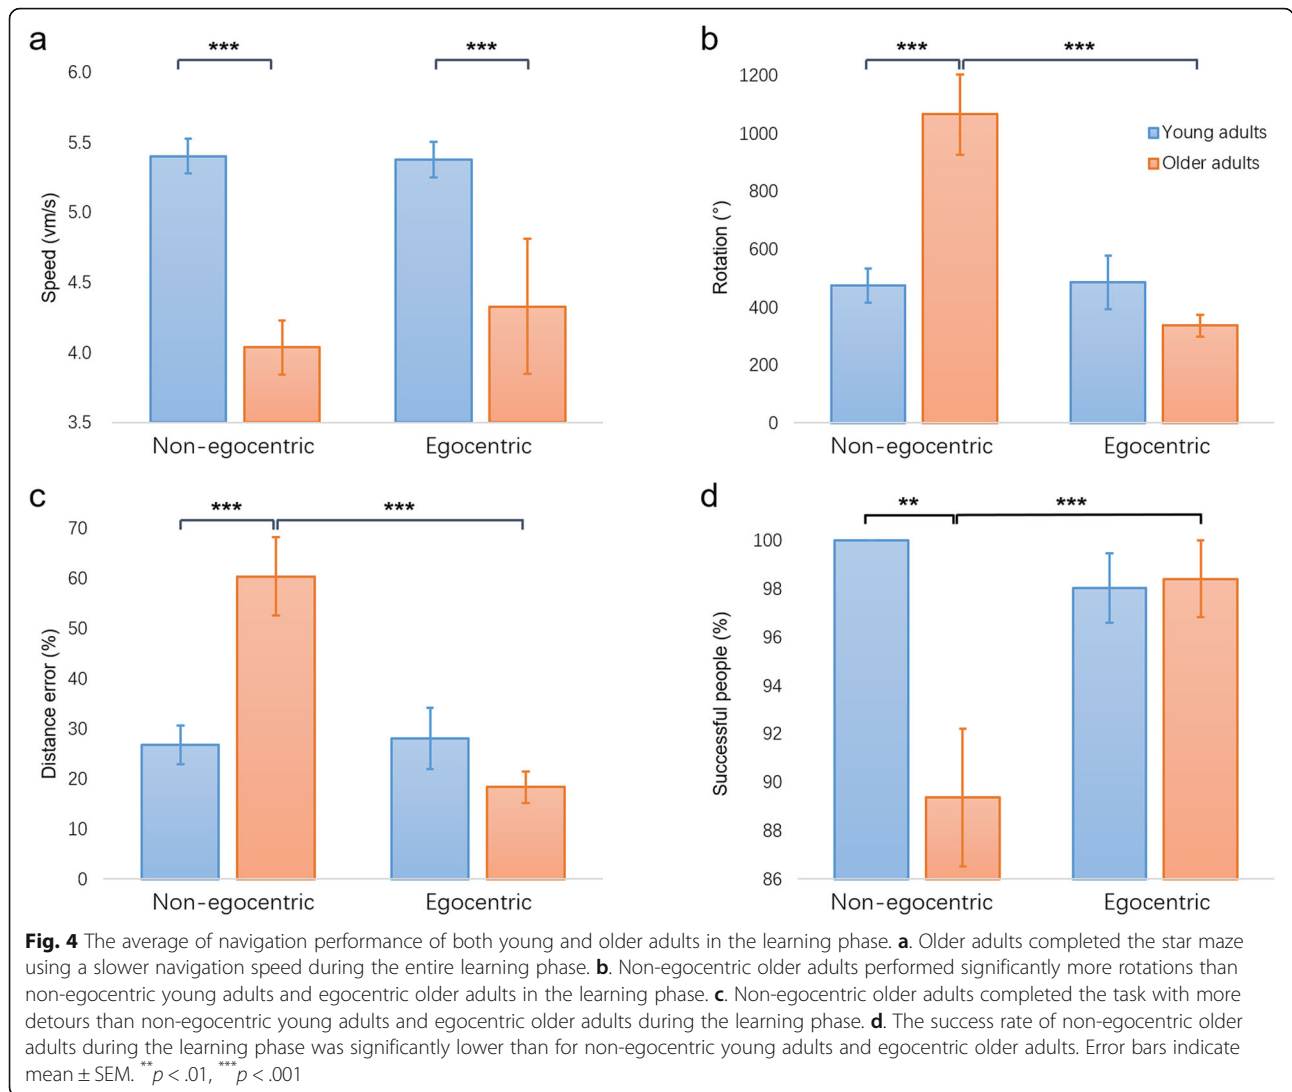 a
***
***
6.0
5.5
5.0
4.5
4.0
3.5
Speed (vm/s)
Non-egocentric
Egocentric
b
***
***
1200
1000
800
600
400
200
0
Rotation (°)
Young adults
Older adults
Non-egocentric
Egocentric
c
***
***
70
60
50
40
30
20
10
0
Distance error (%)
Non-egocentric
Egocentric
d
**
***
100
98
96
94
92
90
88
86
Successful people (%)
Non-egocentric
Egocentric
Fig. 4 The average of navigation performance of both young and older adults in the learning phase. a. Older adults completed the star maze
using a slower navigation speed during the entire learning phase. b. Non-egocentric older adults performed significantly more rotations than
non-egocentric young adults and egocentric older adults in the learning phase. c. Non-egocentric older adults completed the task with more
detours than non-egocentric young adults and egocentric older adults during the learning phase. d. The success rate of non-egocentric older
adults during the learning phase was significantly lower than for non-egocentric young adults and egocentric older adults. Error bars indicate
mean ± SEM. **p < .01, ***p < .001